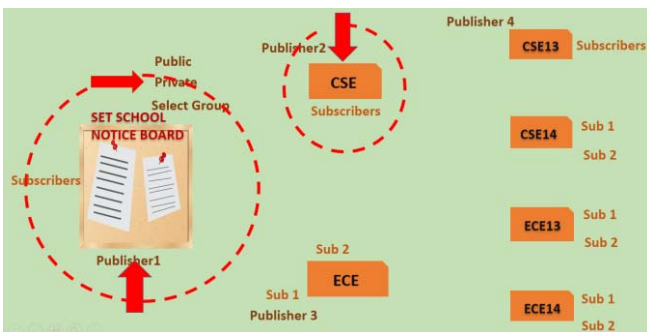 Public
Private
Select Group
SET SCHOOL
NOTICE BOARD
Subscribers
Publisher1
Publisher2
CSE
Subscribers
Sub 2
ECE
Sub 1
Publisher 3
Publisher 4
CSE13
Subscribers
CSE14
Sub 1
Sub 2
ECE13
Sub 1
Sub 2
ECE14
Sub 1
Sub 2